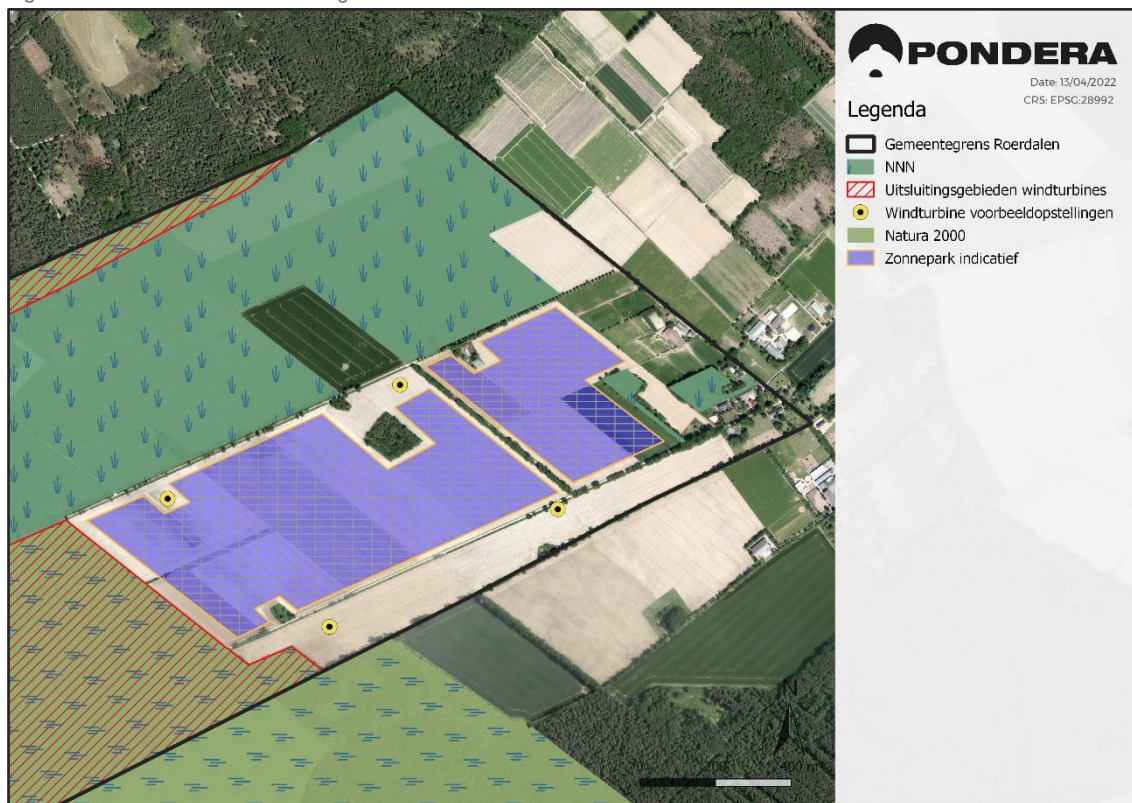 PONDERA
Date: 13/04/2022
CRS: EPSG:28992
Legenda
Gemeentegrens Roerdalen
NNN
Uitsluitingsgebieden windturbines
Windturbine voorbeeldopstellingen
Natura 2000
Zonnepark indicatief
N
0 200 400 m